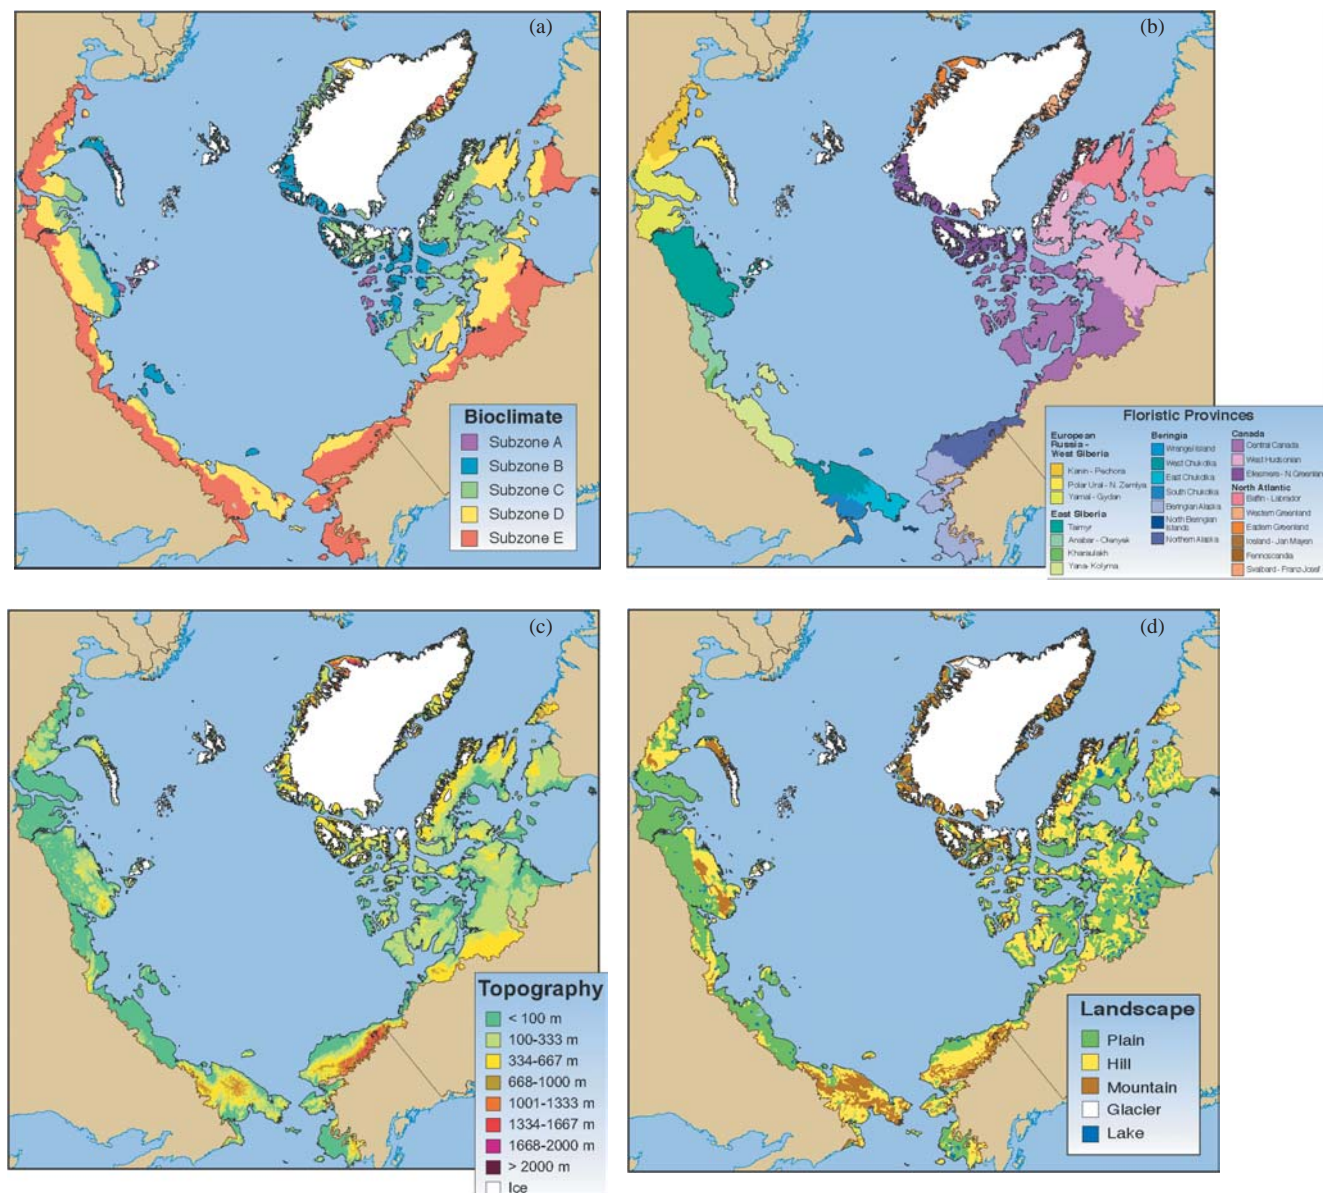 (a)
Bioclimate
Subzone A
Subzone B
Subzone C
Subzone D
Subzone E
(b)
Floristic Provinces
European
Russia -
West Siberia
Kanin - Pechora
Polar Ural - N. Zemlya
Yamal - Gydan
East Siberia
Taimyr
Anabar - Olenyek
Kharaulakh
Yana - Kolyma
Beringia
Wrangel Island
West Chukotka
East Chukotka
South Chukotka
Beringian Alaska
North Beringian
Islands
Northern Alaska
Canada
Central Canada
West Hudsonian
Ellesmere - N. Greenland
North Atlantic
Baffin - Labrador
Western Greenland
Eastern Greenland
Iceland - Jan Mayen
Fennoscandia
Svalbard - Franz-Josef
(c)
Topography
< 100 m
100-333 m
334-667 m
668-1000 m
1001-1333 m
1334-1667 m
1668-2000 m
> 2000 m
Ice
(d)
Landscape
Plain
Hill
Mountain
Glacier
Lake